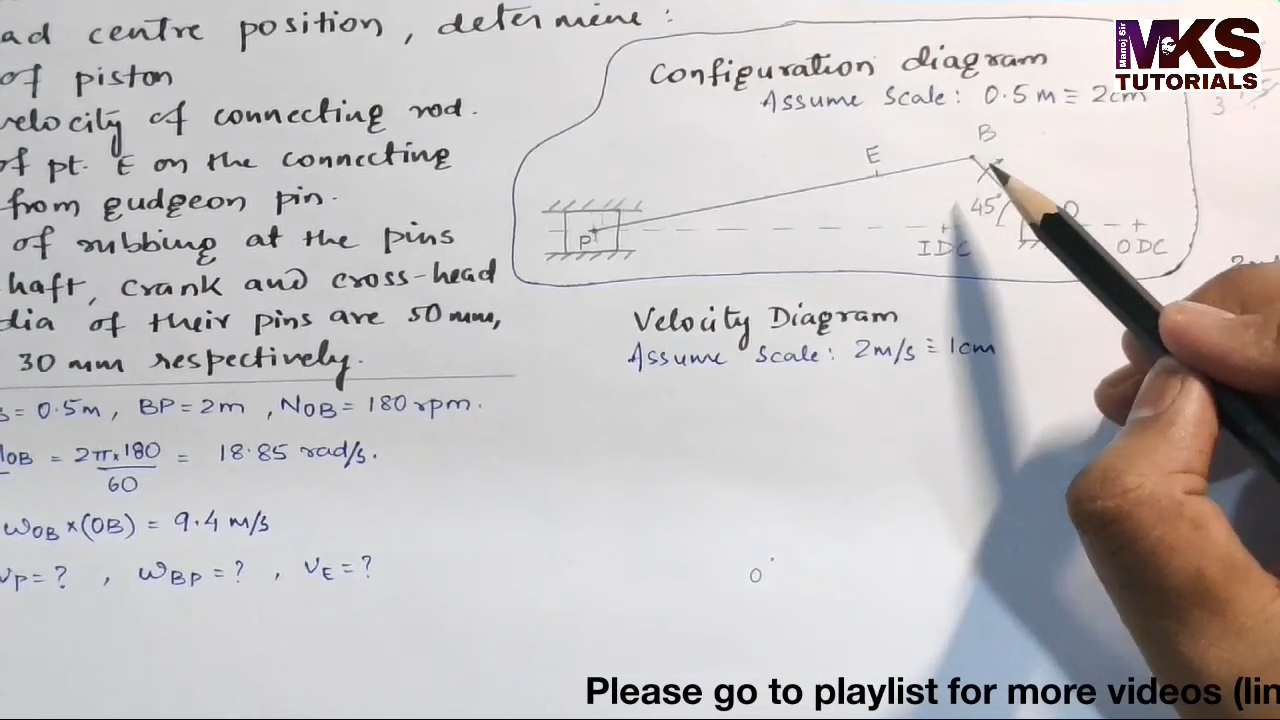 ad centre position, determine:
of piston
velocity of connecting rod.
of pt. E on the connecting
from gudgeon pin.
of rubbing at the pins
haft, crank and cross-head
dia of their pins are 50 mm,
30 mm respectively.
B = 0.5 m, BP = 2m, NOB = 180 rpm.
OB = 2π×180 / 60 = 18.85 rad/s.
ωOB × (OB) = 9.4 m/s
VP = ?, ωBP = ?, VE = ?
Configuration diagram
Assume Scale: 0.5 m ≡ 2cm
B
E
45°
O
P
IDC
ODC
Velocity Diagram
Assume Scale: 2m/s ≡ 1cm
o
Manoj Sir
MKS
TUTORIALS
Please go to playlist for more videos (lin